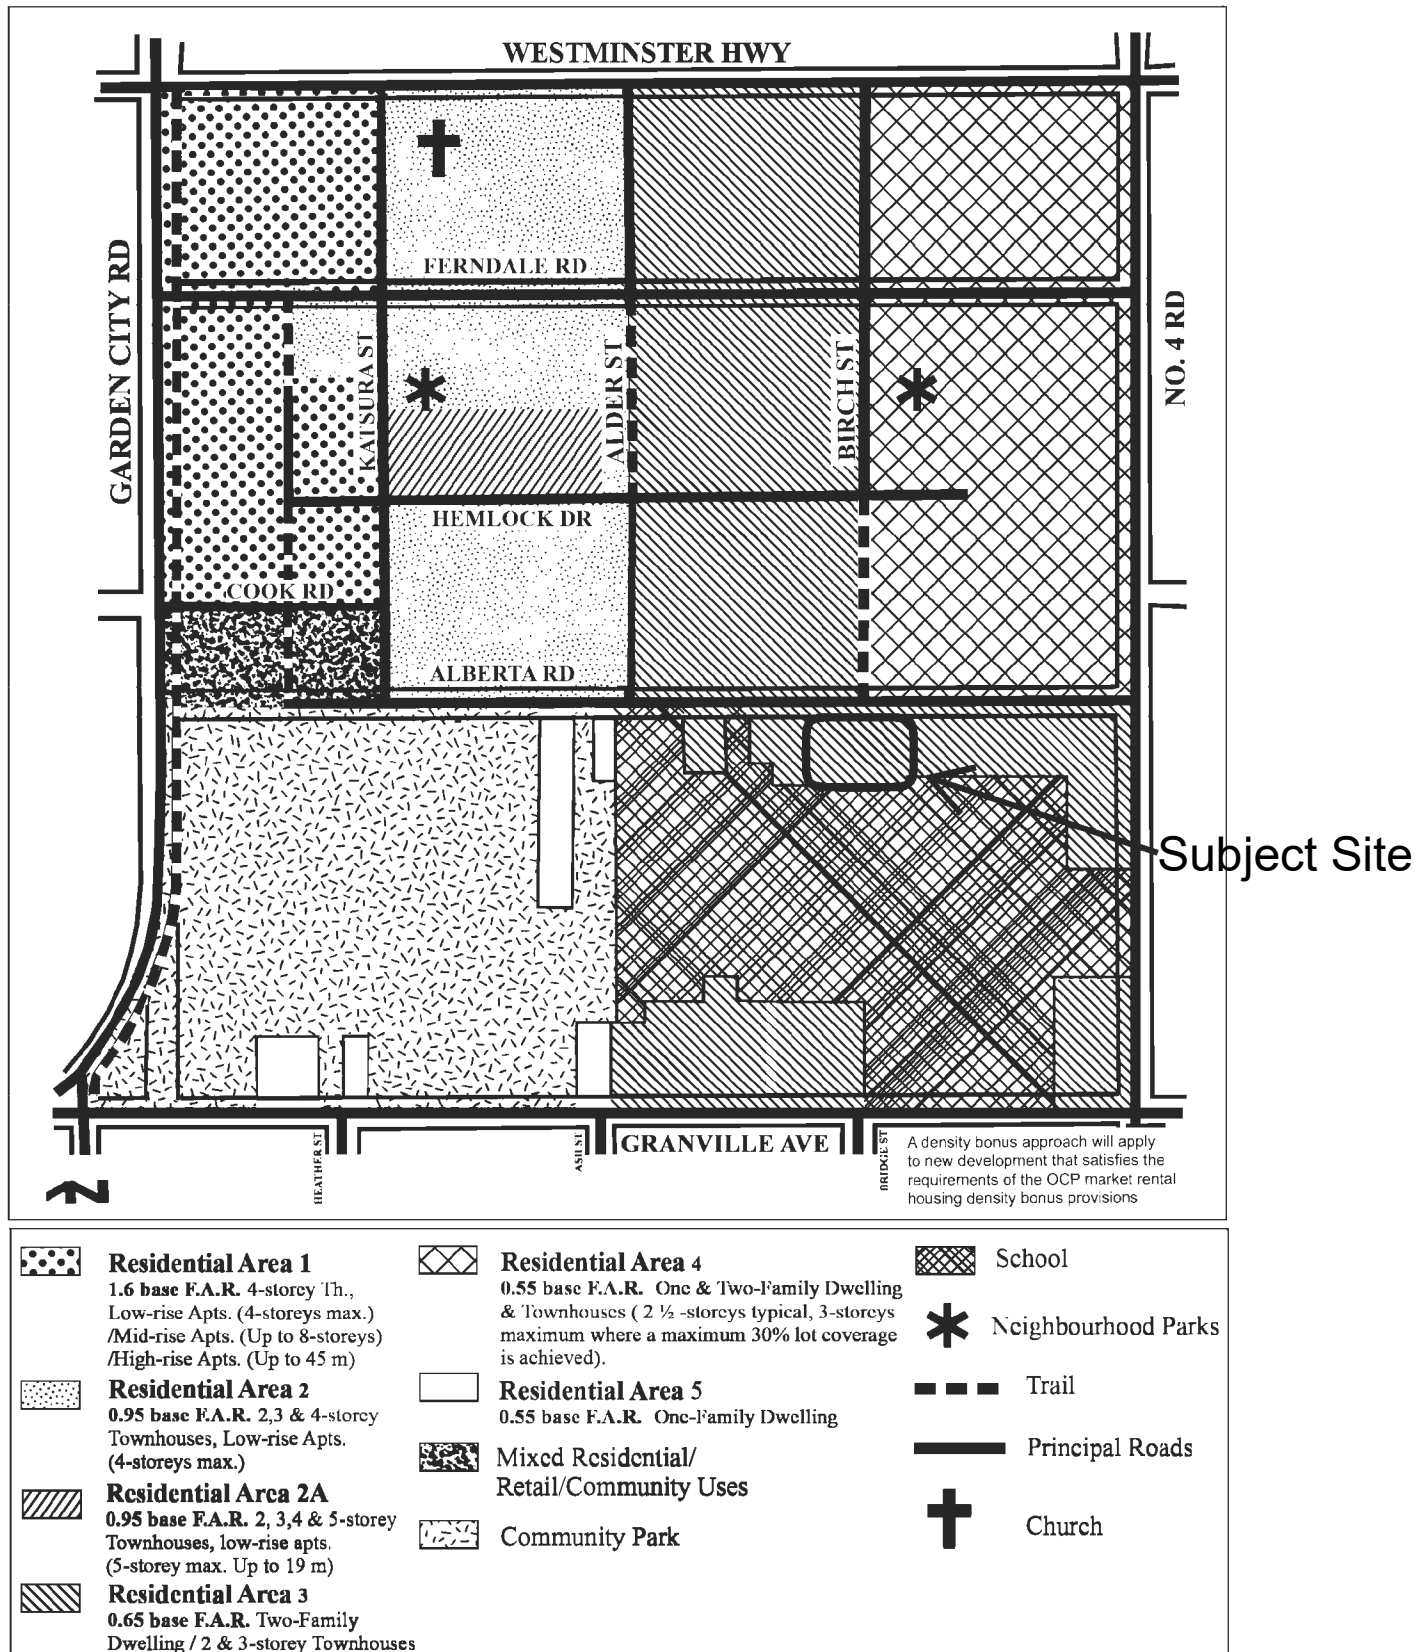 WESTMINSTER HWY
GARDEN CITY RD
FERNDALE RD
KATSURA ST
ALDER ST
BIRCH ST
NO. 4 RD
HEMLOCK DR
COOK RD
ALBERTA RD
Subject Site
HEATHER ST
ASH ST
GRANVILLE AVE
BRIDGE ST
A density bonus approach will apply
to new development that satisfies the
requirements of the OCP market rental
housing density bonus provisions
Residential Area 1
1.6 base F.A.R. 4-storey Th.,
Low-rise Apts. (4-storeys max.)
/Mid-rise Apts. (Up to 8-storeys)
/High-rise Apts. (Up to 45 m)
Residential Area 2
0.95 base F.A.R. 2,3 & 4-storey
Townhouses, Low-rise Apts.
(4-storeys max.)
Residential Area 2A
0.95 base F.A.R. 2, 3,4 & 5-storey
Townhouses, low-rise apts.
(5-storey max. Up to 19 m)
Residential Area 3
0.65 base F.A.R. Two-Family
Dwelling / 2 & 3-storey Townhouses
Residential Area 4
0.55 base F.A.R. One & Two-Family Dwelling
& Townhouses ( 2 ½ -storeys typical, 3-storeys
maximum where a maximum 30% lot coverage
is achieved).
Residential Area 5
0.55 base F.A.R. One-Family Dwelling
Mixed Residential/
Retail/Community Uses
Community Park
School
Neighbourhood Parks
Trail
Principal Roads
Church